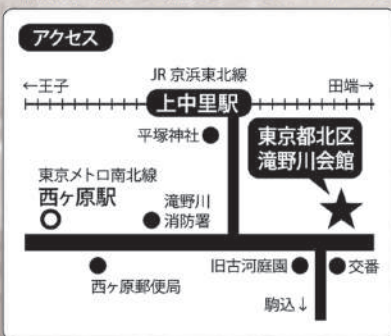 アクセス
JR 京浜東北線
←王子
田端→
上中里駅
平塚神社
東京都北区
滝野川会館
東京メトロ南北線
西ヶ原駅
滝野川
消防署
旧古河庭園
交番
西ヶ原郵便局
駒込↓